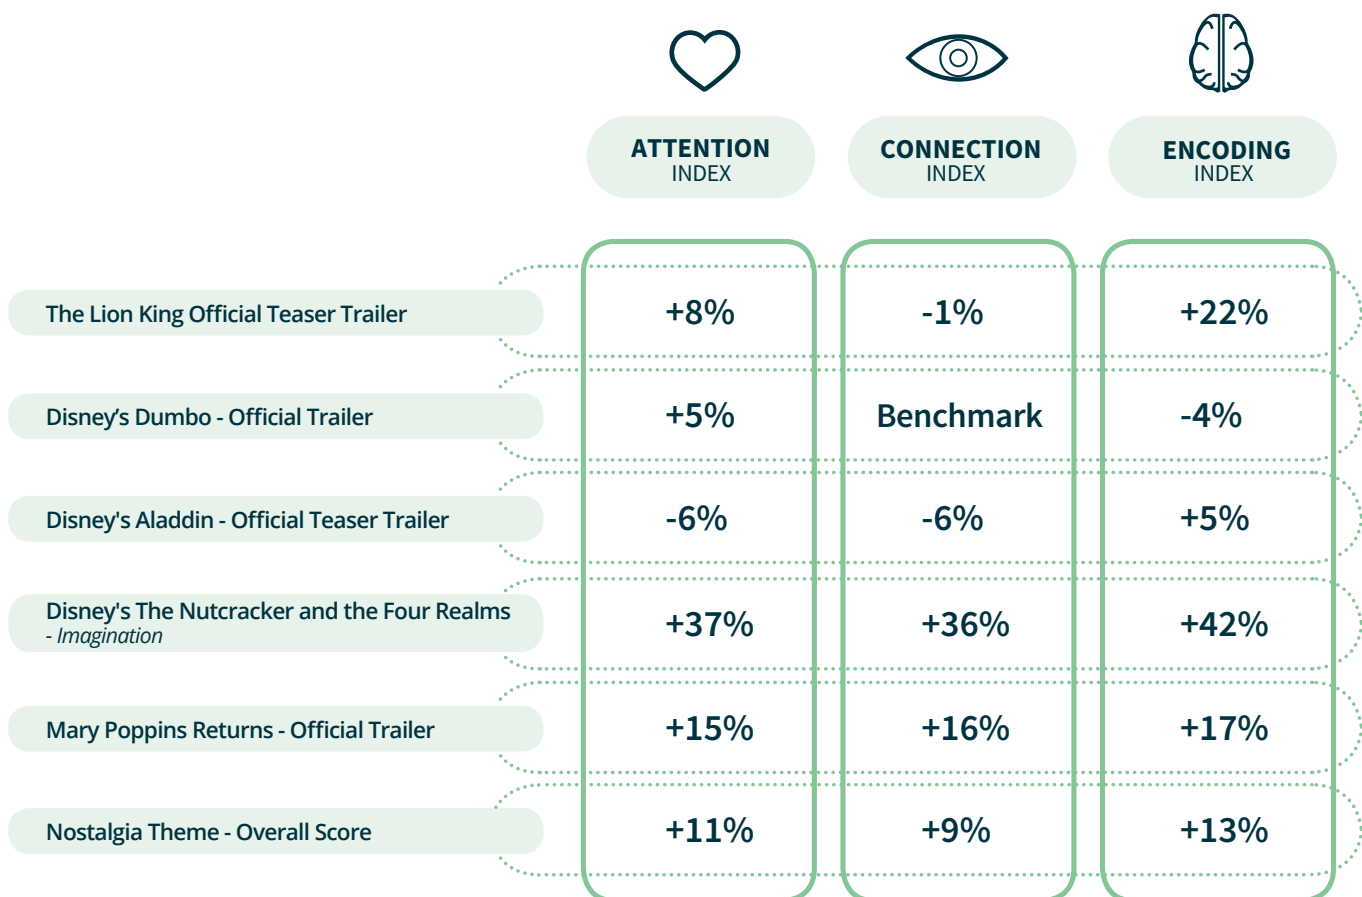 ATTENTION
INDEX
CONNECTION
INDEX
ENCODING
INDEX
The Lion King Official Teaser Trailer
+8%
-1%
+22%
Disney’s Dumbo - Official Trailer
+5%
Benchmark
-4%
Disney's Aladdin - Official Teaser Trailer
-6%
-6%
+5%
Disney's The Nutcracker and the Four Realms
- Imagination
+37%
+36%
+42%
Mary Poppins Returns - Official Trailer
+15%
+16%
+17%
Nostalgia Theme - Overall Score
+11%
+9%
+13%